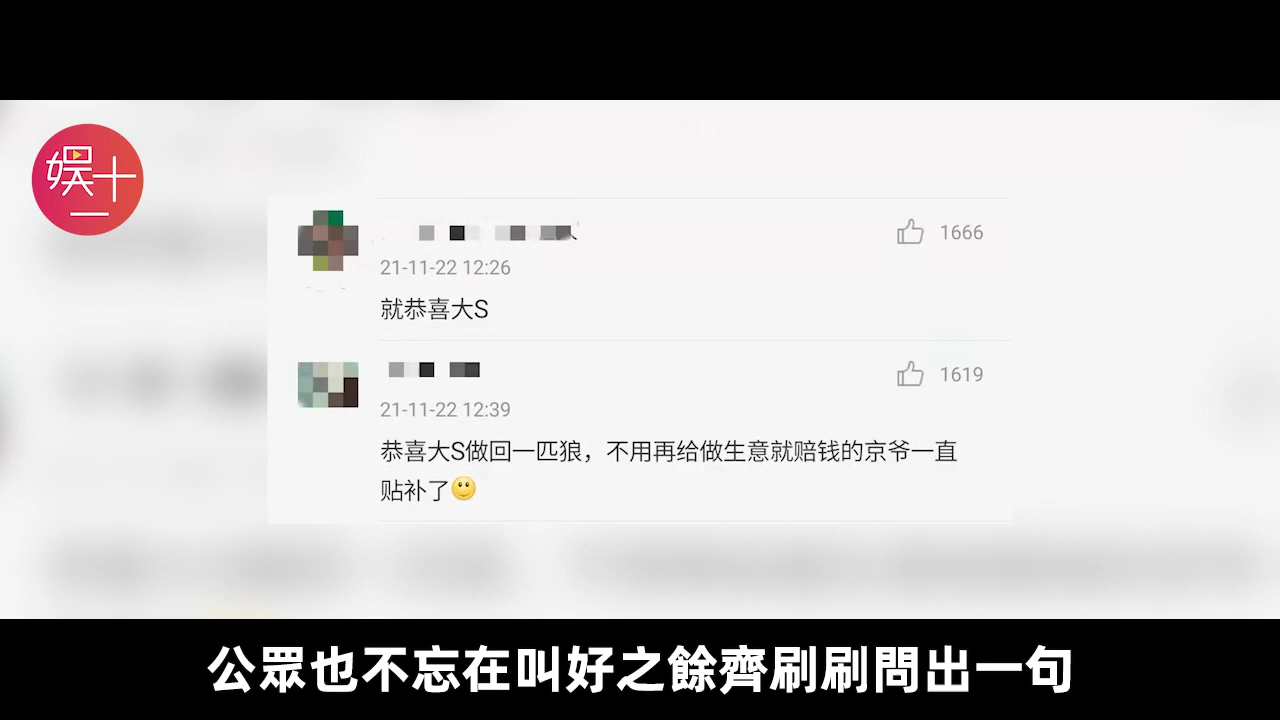 娱十一
1666
21-11-22 12:26
就恭喜大S
1619
21-11-22 12:39
恭喜大S做回一匹狼，不用再给做生意就赔钱的京爷一直
贴补了🙂
公眾也不忘在叫好之餘齊刷刷問出一句